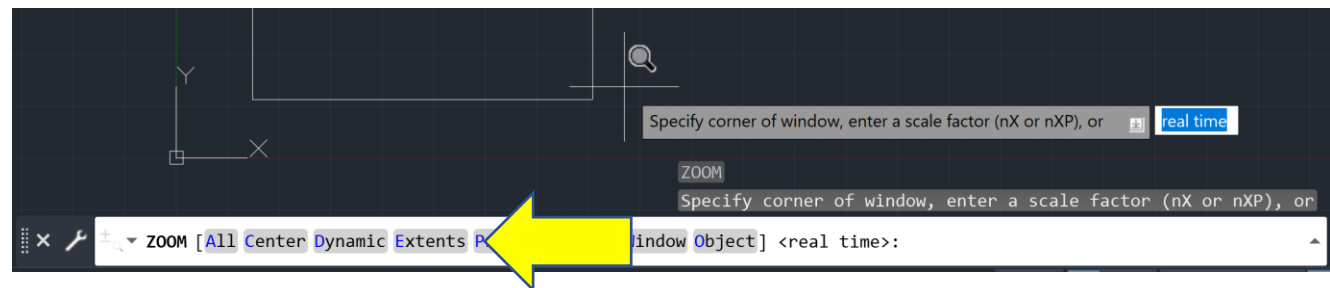 Y
Specify corner of window, enter a scale factor (nX or nXP), or real time
X
ZOOM
Specify corner of window, enter a scale factor (nX or nXP), or
ZOOM [All Center Dynamic Extents Object] <real time>: